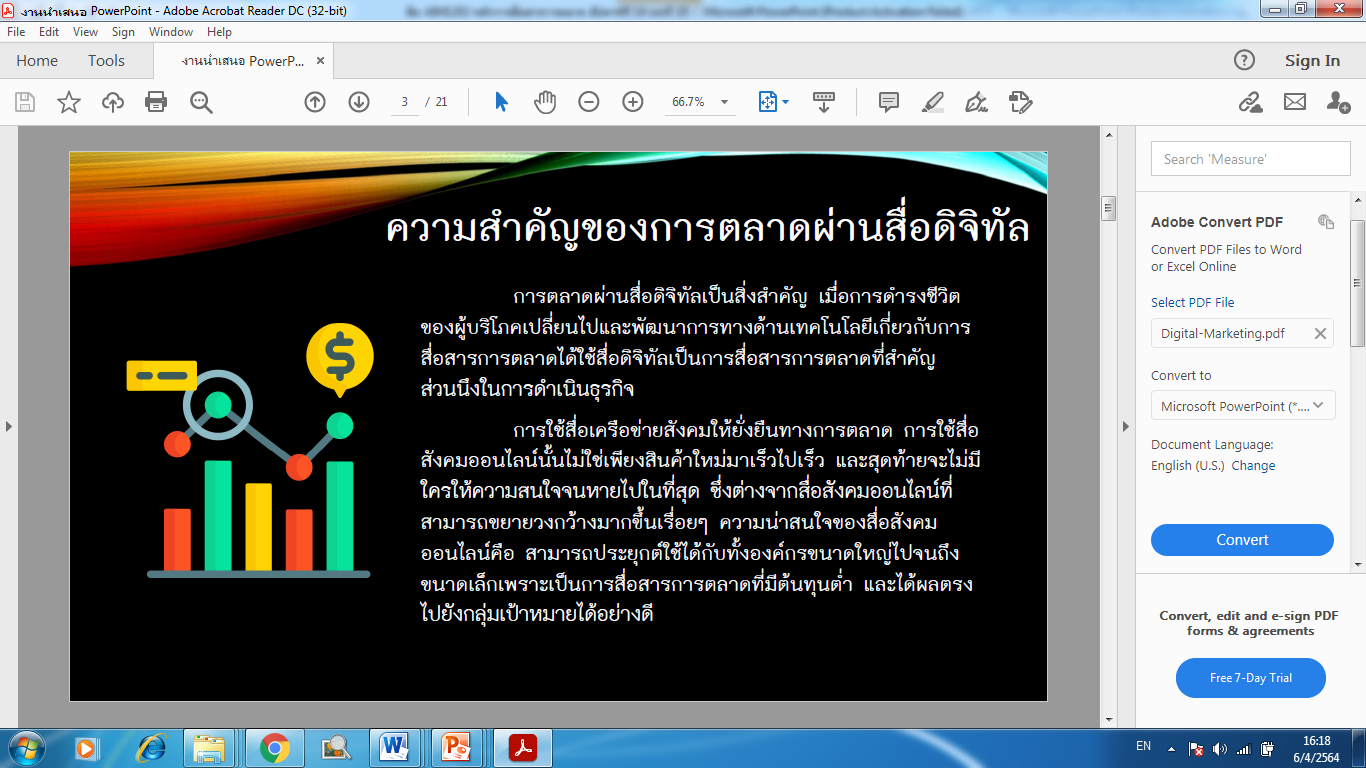 งานนำเสนอ PowerPoint - Adobe Acrobat Reader DC (32-bit)
File Edit View Sign Window Help
Home Tools งานนำเสนอ PowerP... × ? Sign In
3 / 21 66.7%
Search 'Measure'
Adobe Convert PDF
Convert PDF Files to Word
or Excel Online
Select PDF File
Digital-Marketing.pdf
Convert to
Microsoft PowerPoint (*....
Document Language:
English (U.S.) Change
Convert
Convert, edit and e-sign PDF
forms & agreements
Free 7-Day Trial
ความสำคัญของการตลาดผ่านสื่อดิจิทัล
$
การตลาดผ่านสื่อดิจิทัลเป็นสิ่งสำคัญ เมื่อการดำรงชีวิต
ของผู้บริโภคเปลี่ยนไปและพัฒนาการทางด้านเทคโนโลยีเกี่ยวกับการ
สื่อสารการตลาดได้ใช้สื่อดิจิทัลเป็นการสื่อสารการตลาดที่สำคัญ
ส่วนนึงในการดำเนินธุรกิจ
การใช้สื่อเครือข่ายสังคมให้ยั่งยืนทางการตลาด การใช้สื่อ
สังคมออนไลน์นั้นไม่ใช่เพียงสินค้าใหม่มาเร็วไปเร็ว และสุดท้ายจะไม่มี
ใครให้ความสนใจจนหายไปในที่สุด ซึ่งต่างจากสื่อสังคมออนไลน์ที่
สามารถขยายวงกว้างมากขึ้นเรื่อยๆ ความน่าสนใจของสื่อสังคม
ออนไลน์คือ สามารถประยุกต์ใช้ได้กับทั้งองค์กรขนาดใหญ่ไปจนถึง
ขนาดเล็กเพราะเป็นการสื่อสารการตลาดที่มีต้นทุนต่ำ และได้ผลตรง
ไปยังกลุ่มเป้าหมายได้อย่างดี
EN
16:18
6/4/2564